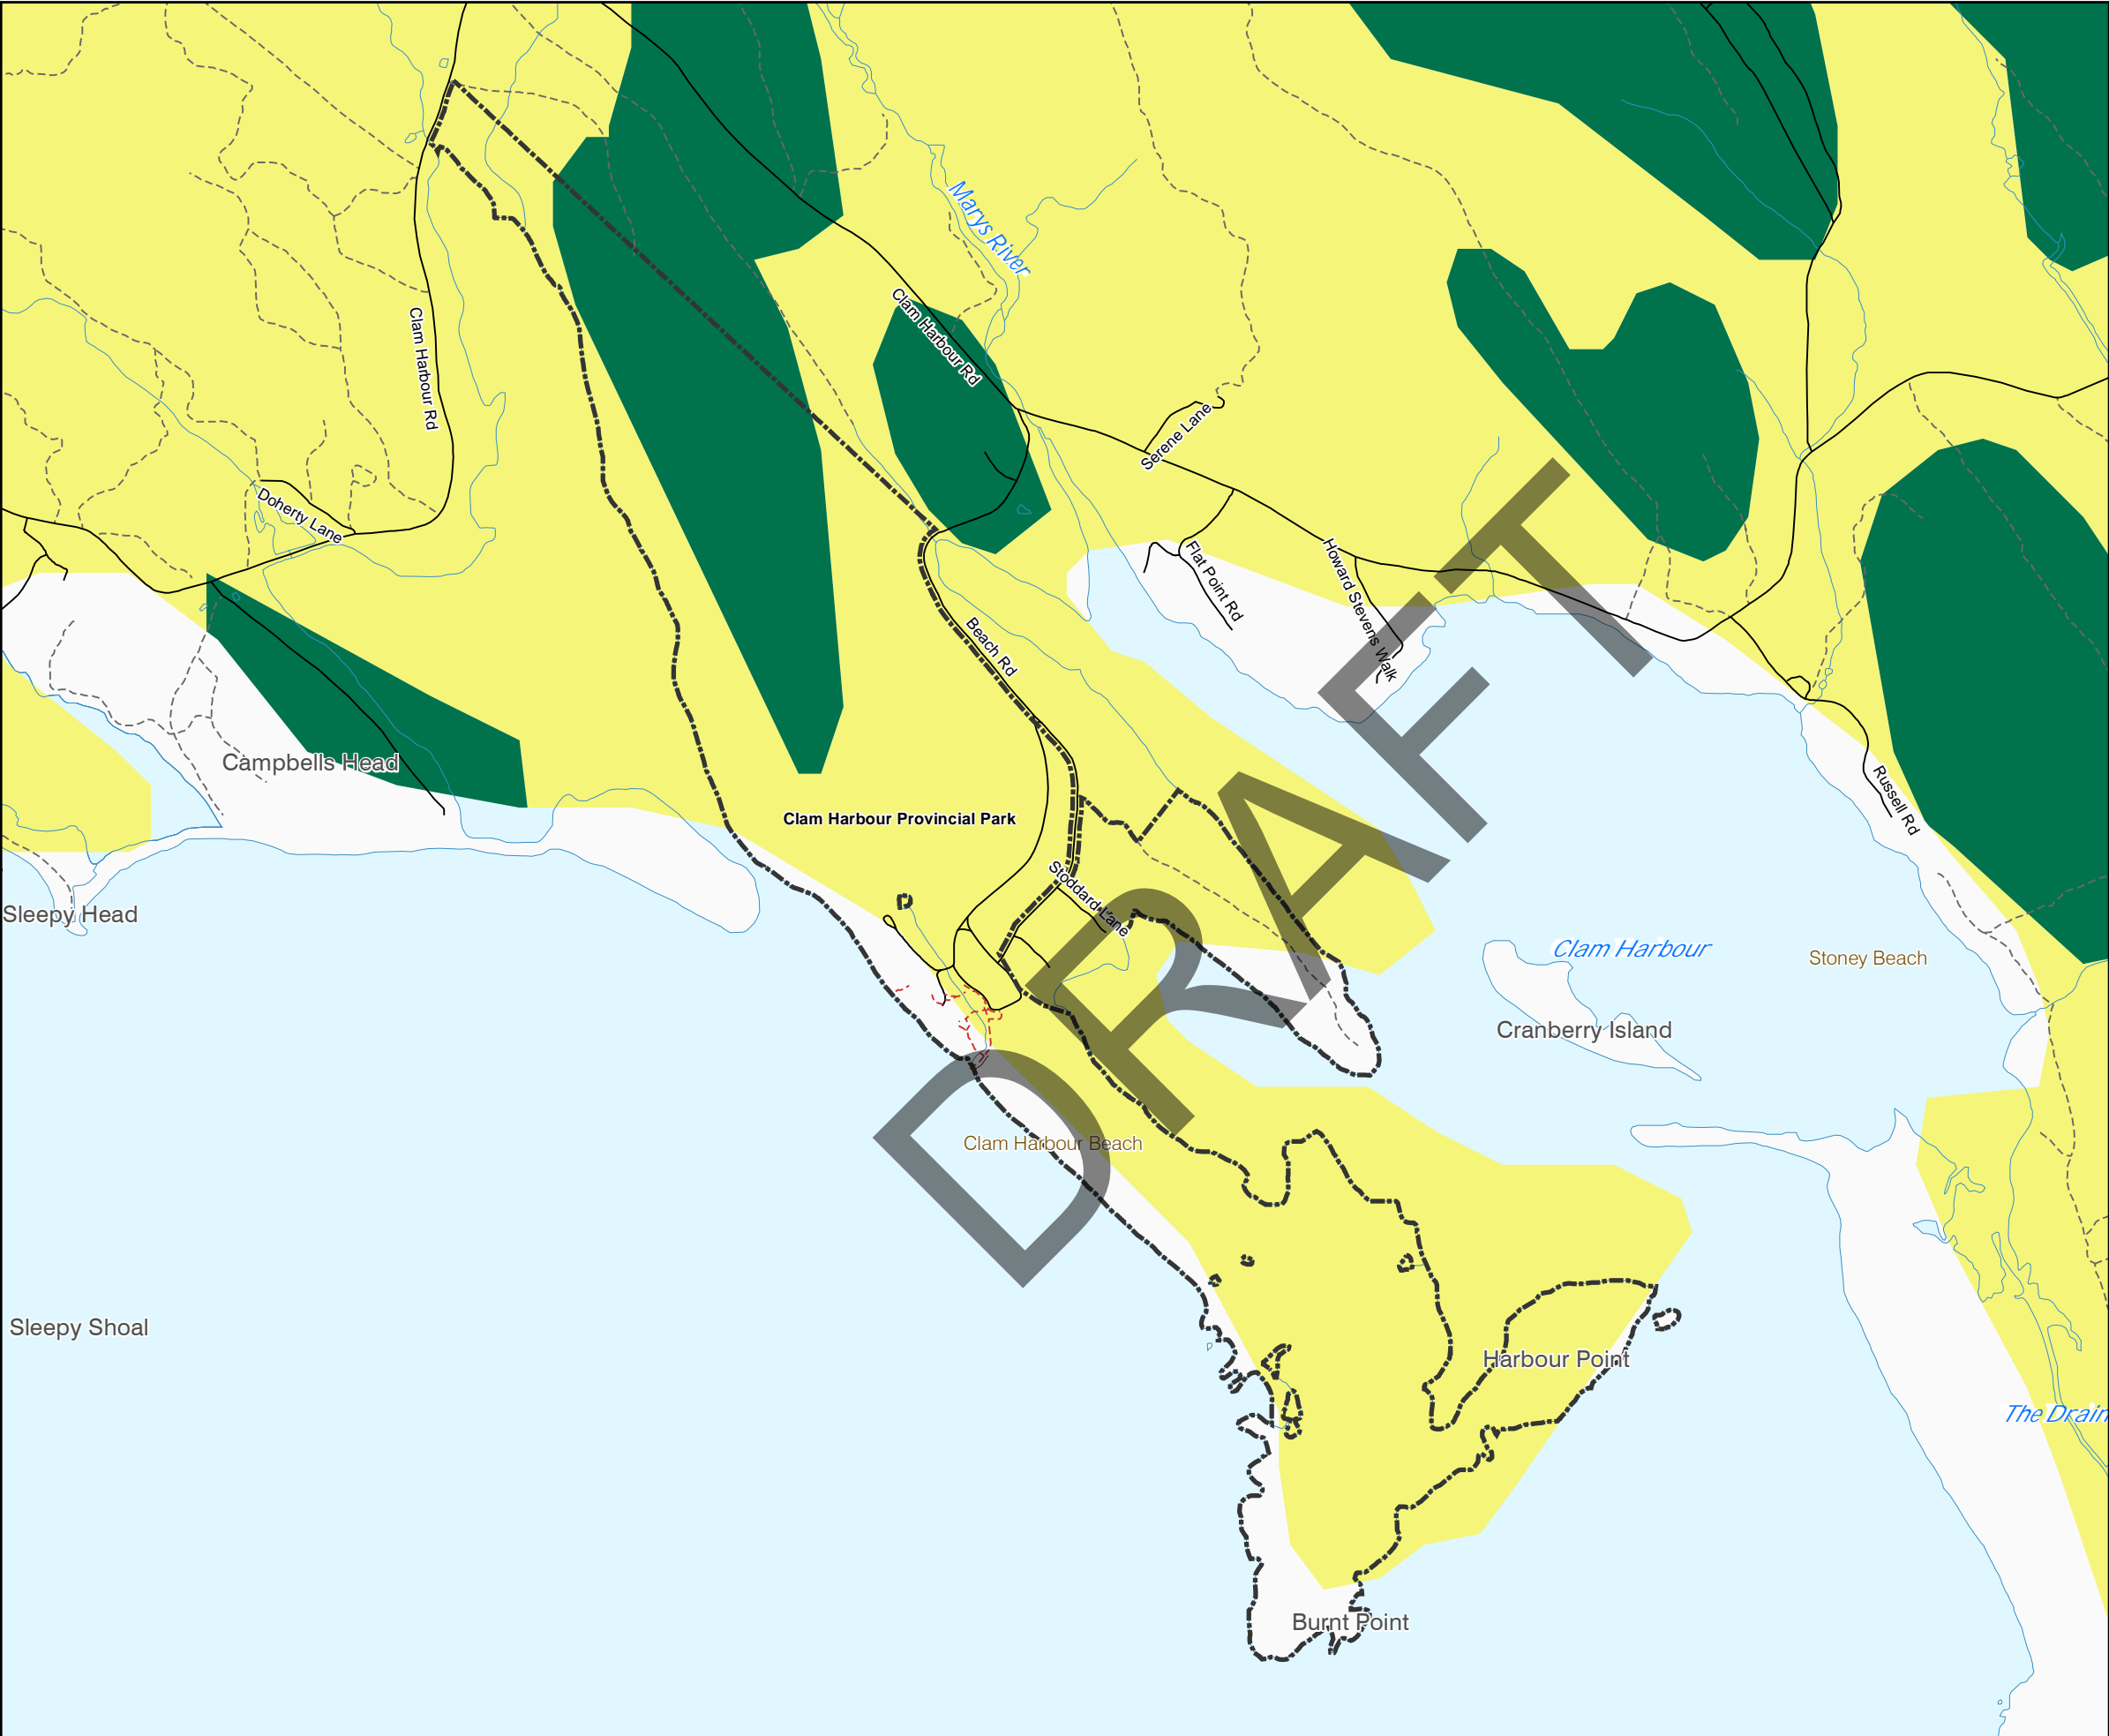 Marys River
Clam Harbour Rd
Clam Harbour Rd
Serene Lane
Doherty Lane
Flat Point Rd
Howard Stevens Walk
Beach Rd
Campbells Head
Clam Harbour Provincial Park
Russell Rd
Stoddard Lane
Sleepy Head
Clam Harbour
Stoney Beach
Cranberry Island
Clam Harbour Beach
Sleepy Shoal
Harbour Point
The Drain
Burnt Point
DRAFT